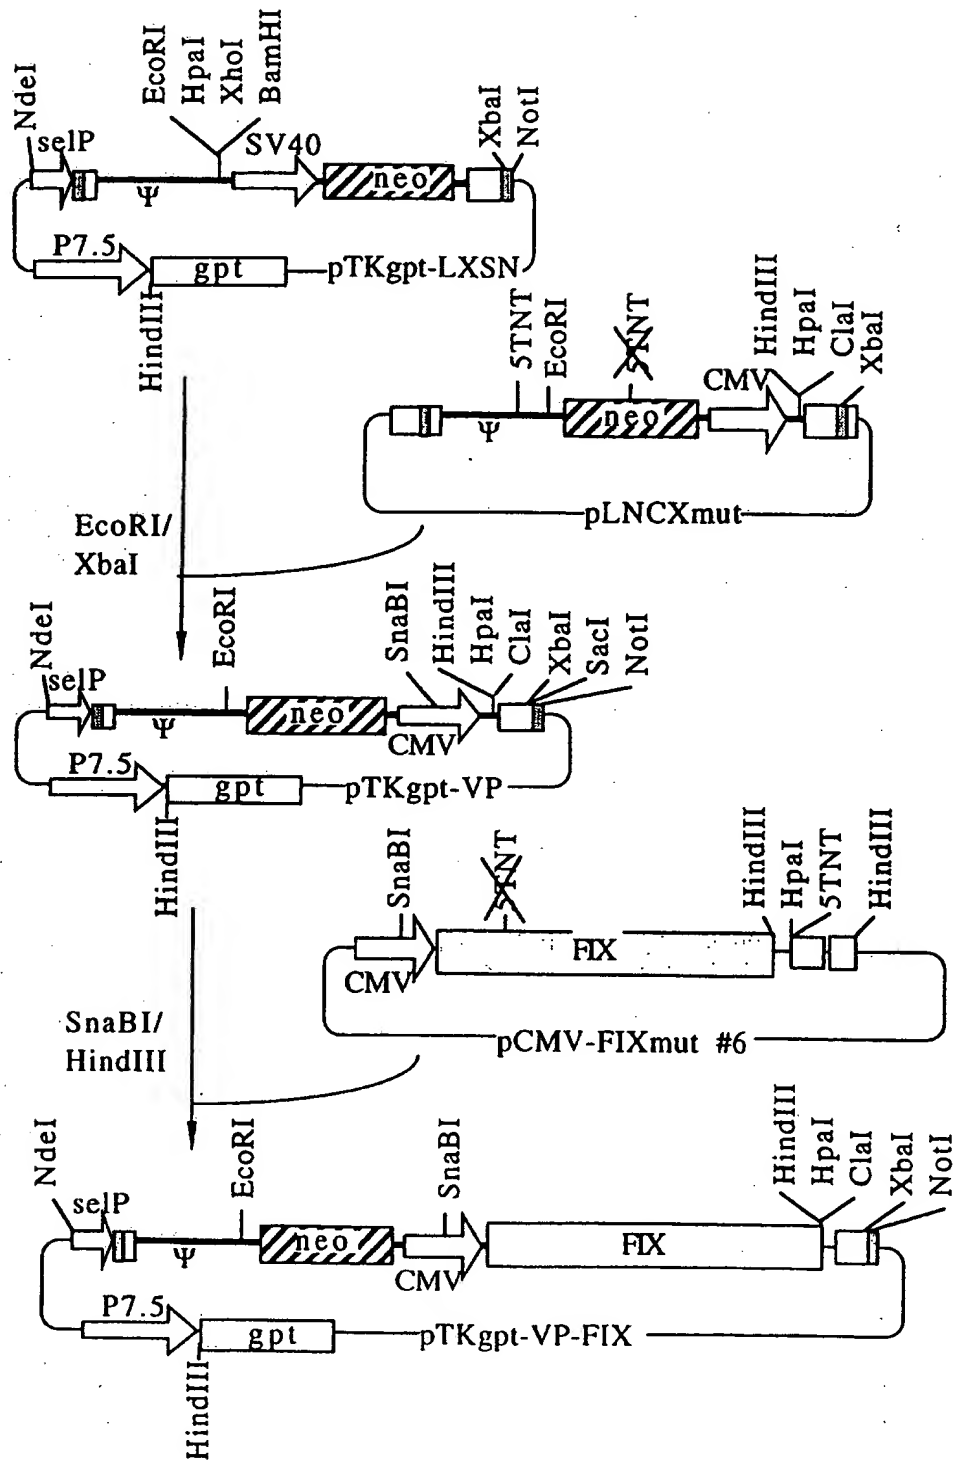 NdeI
selP
EcoRI
HpaI
XhoI
BamHI
SV40
XbaI
NotI
Ψ
neo
P7.5
gpt
pTKgpt-LXSN
HindIII
5TNT
EcoRI
5TNT
HindIII
HpaI
ClaI
XbaI
CMV
Ψ
neo
pLNCXmut
EcoRI/
XbaI
NdeI
selP
EcoRI
SnaBI
HindIII
HpaI
ClaI
XbaI
SacI
NotI
Ψ
neo
CMV
P7.5
gpt
pTKgpt-VP
HindIII
SnaBI
5TNT
HindIII
HpaI
5TNT
HindIII
CMV
FIX
pCMV-FIXmut #6
SnaBI/
HindIII
NdeI
selP
EcoRI
SnaBI
HindIII
HpaI
ClaI
XbaI
NotI
Ψ
neo
CMV
FIX
P7.5
gpt
pTKgpt-VP-FIX
HindIII